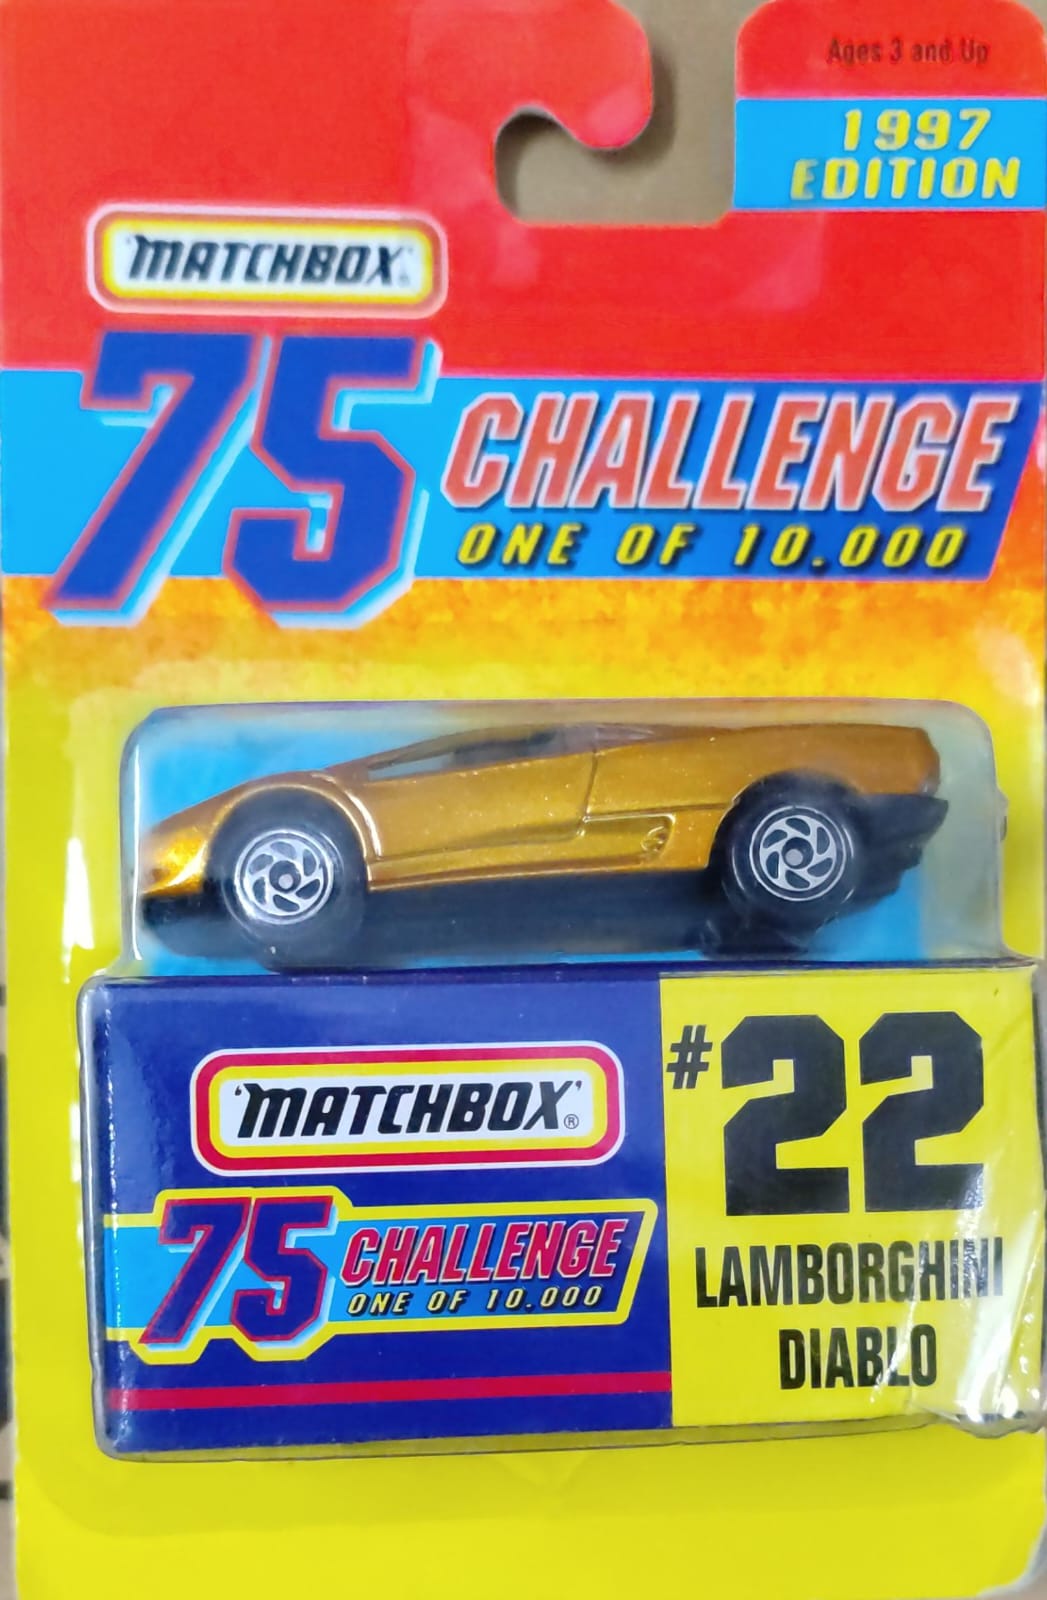 Ages 3 and Up
1997
EDITION
'MATCHBOX'®
75 CHALLENGE
ONE OF 10.000
'MATCHBOX'®
75 CHALLENGE
ONE OF 10.000
#22
LAMBORGHINI
DIABLO